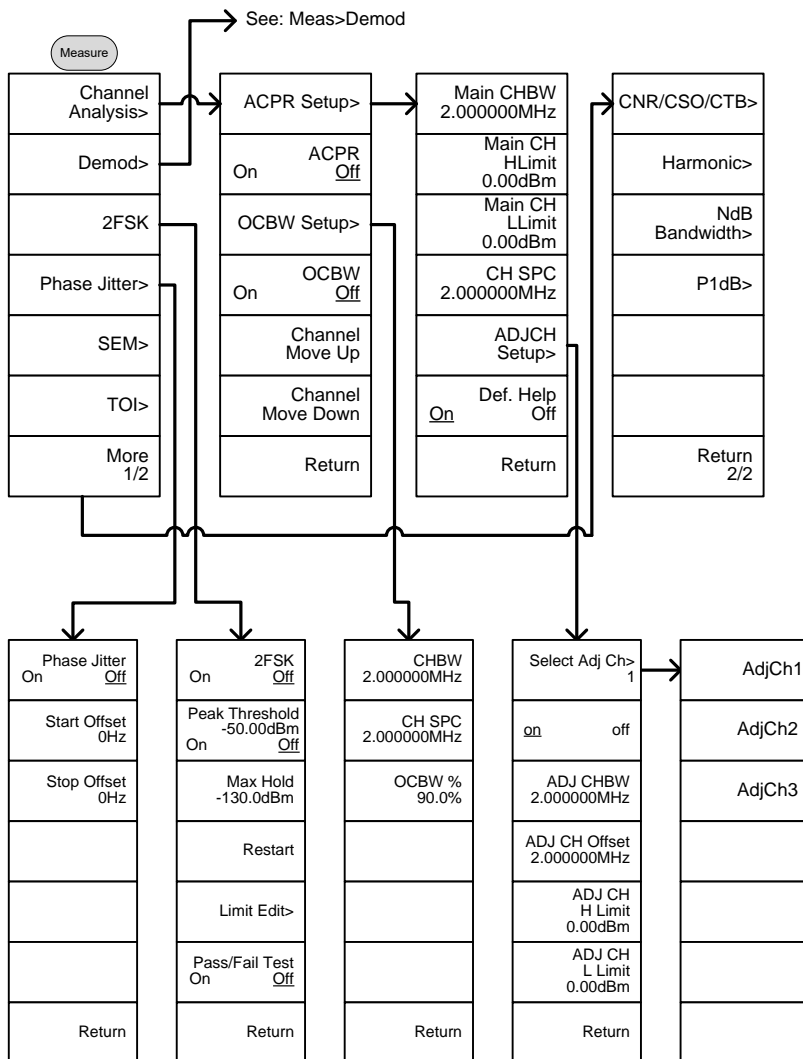 See: Meas>Demod
Measure
Channel
Analysis>
Demod>
2FSK
Phase Jitter>
SEM>
TOI>
More
1/2
ACPR Setup>
ACPR
On Off
OCBW Setup>
OCBW
On Off
Channel
Move Up
Channel
Move Down
Return
Main CHBW
2.000000MHz
Main CH
HLimit
0.00dBm
Main CH
LLimit
0.00dBm
CH SPC
2.000000MHz
ADJCH
Setup>
Def. Help
On Off
Return
CNR/CSO/CTB>
Harmonic>
NdB
Bandwidth>
P1dB>
Return
2/2
Phase Jitter
On Off
Start Offset
0Hz
Stop Offset
0Hz
Return
2FSK
On Off
Peak Threshold
-50.00dBm
On Off
Max Hold
-130.0dBm
Restart
Limit Edit>
Pass/Fail Test
On Off
Return
CHBW
2.000000MHz
CH SPC
2.000000MHz
OCBW %
90.0%
Return
Select Adj Ch>
1
on off
ADJ CHBW
2.000000MHz
ADJ CH Offset
2.000000MHz
ADJ CH
H Limit
0.00dBm
ADJ CH
L Limit
0.00dBm
Return
AdjCh1
AdjCh2
AdjCh3